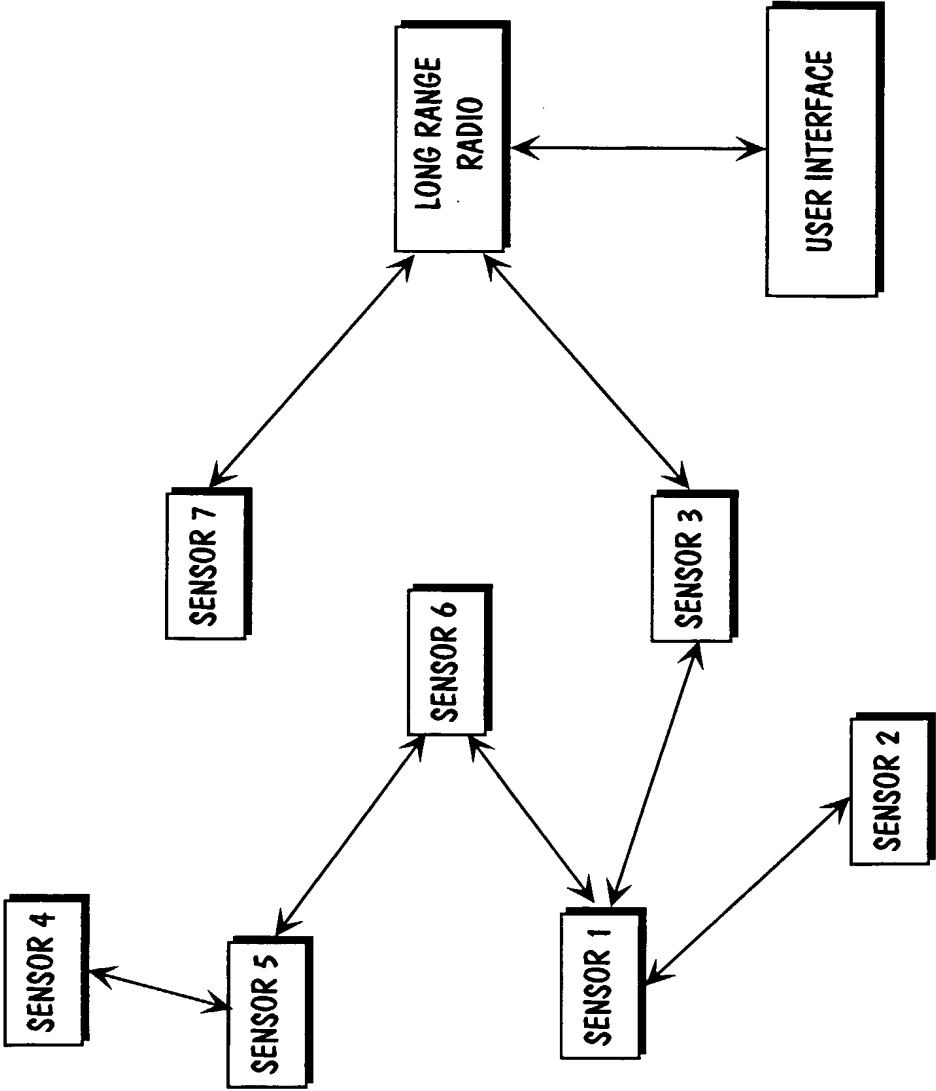 SENSOR 4
SENSOR 5
SENSOR 7
SENSOR 6
SENSOR 1
SENSOR 3
SENSOR 2
LONG RANGE
RADIO
USER INTERFACE